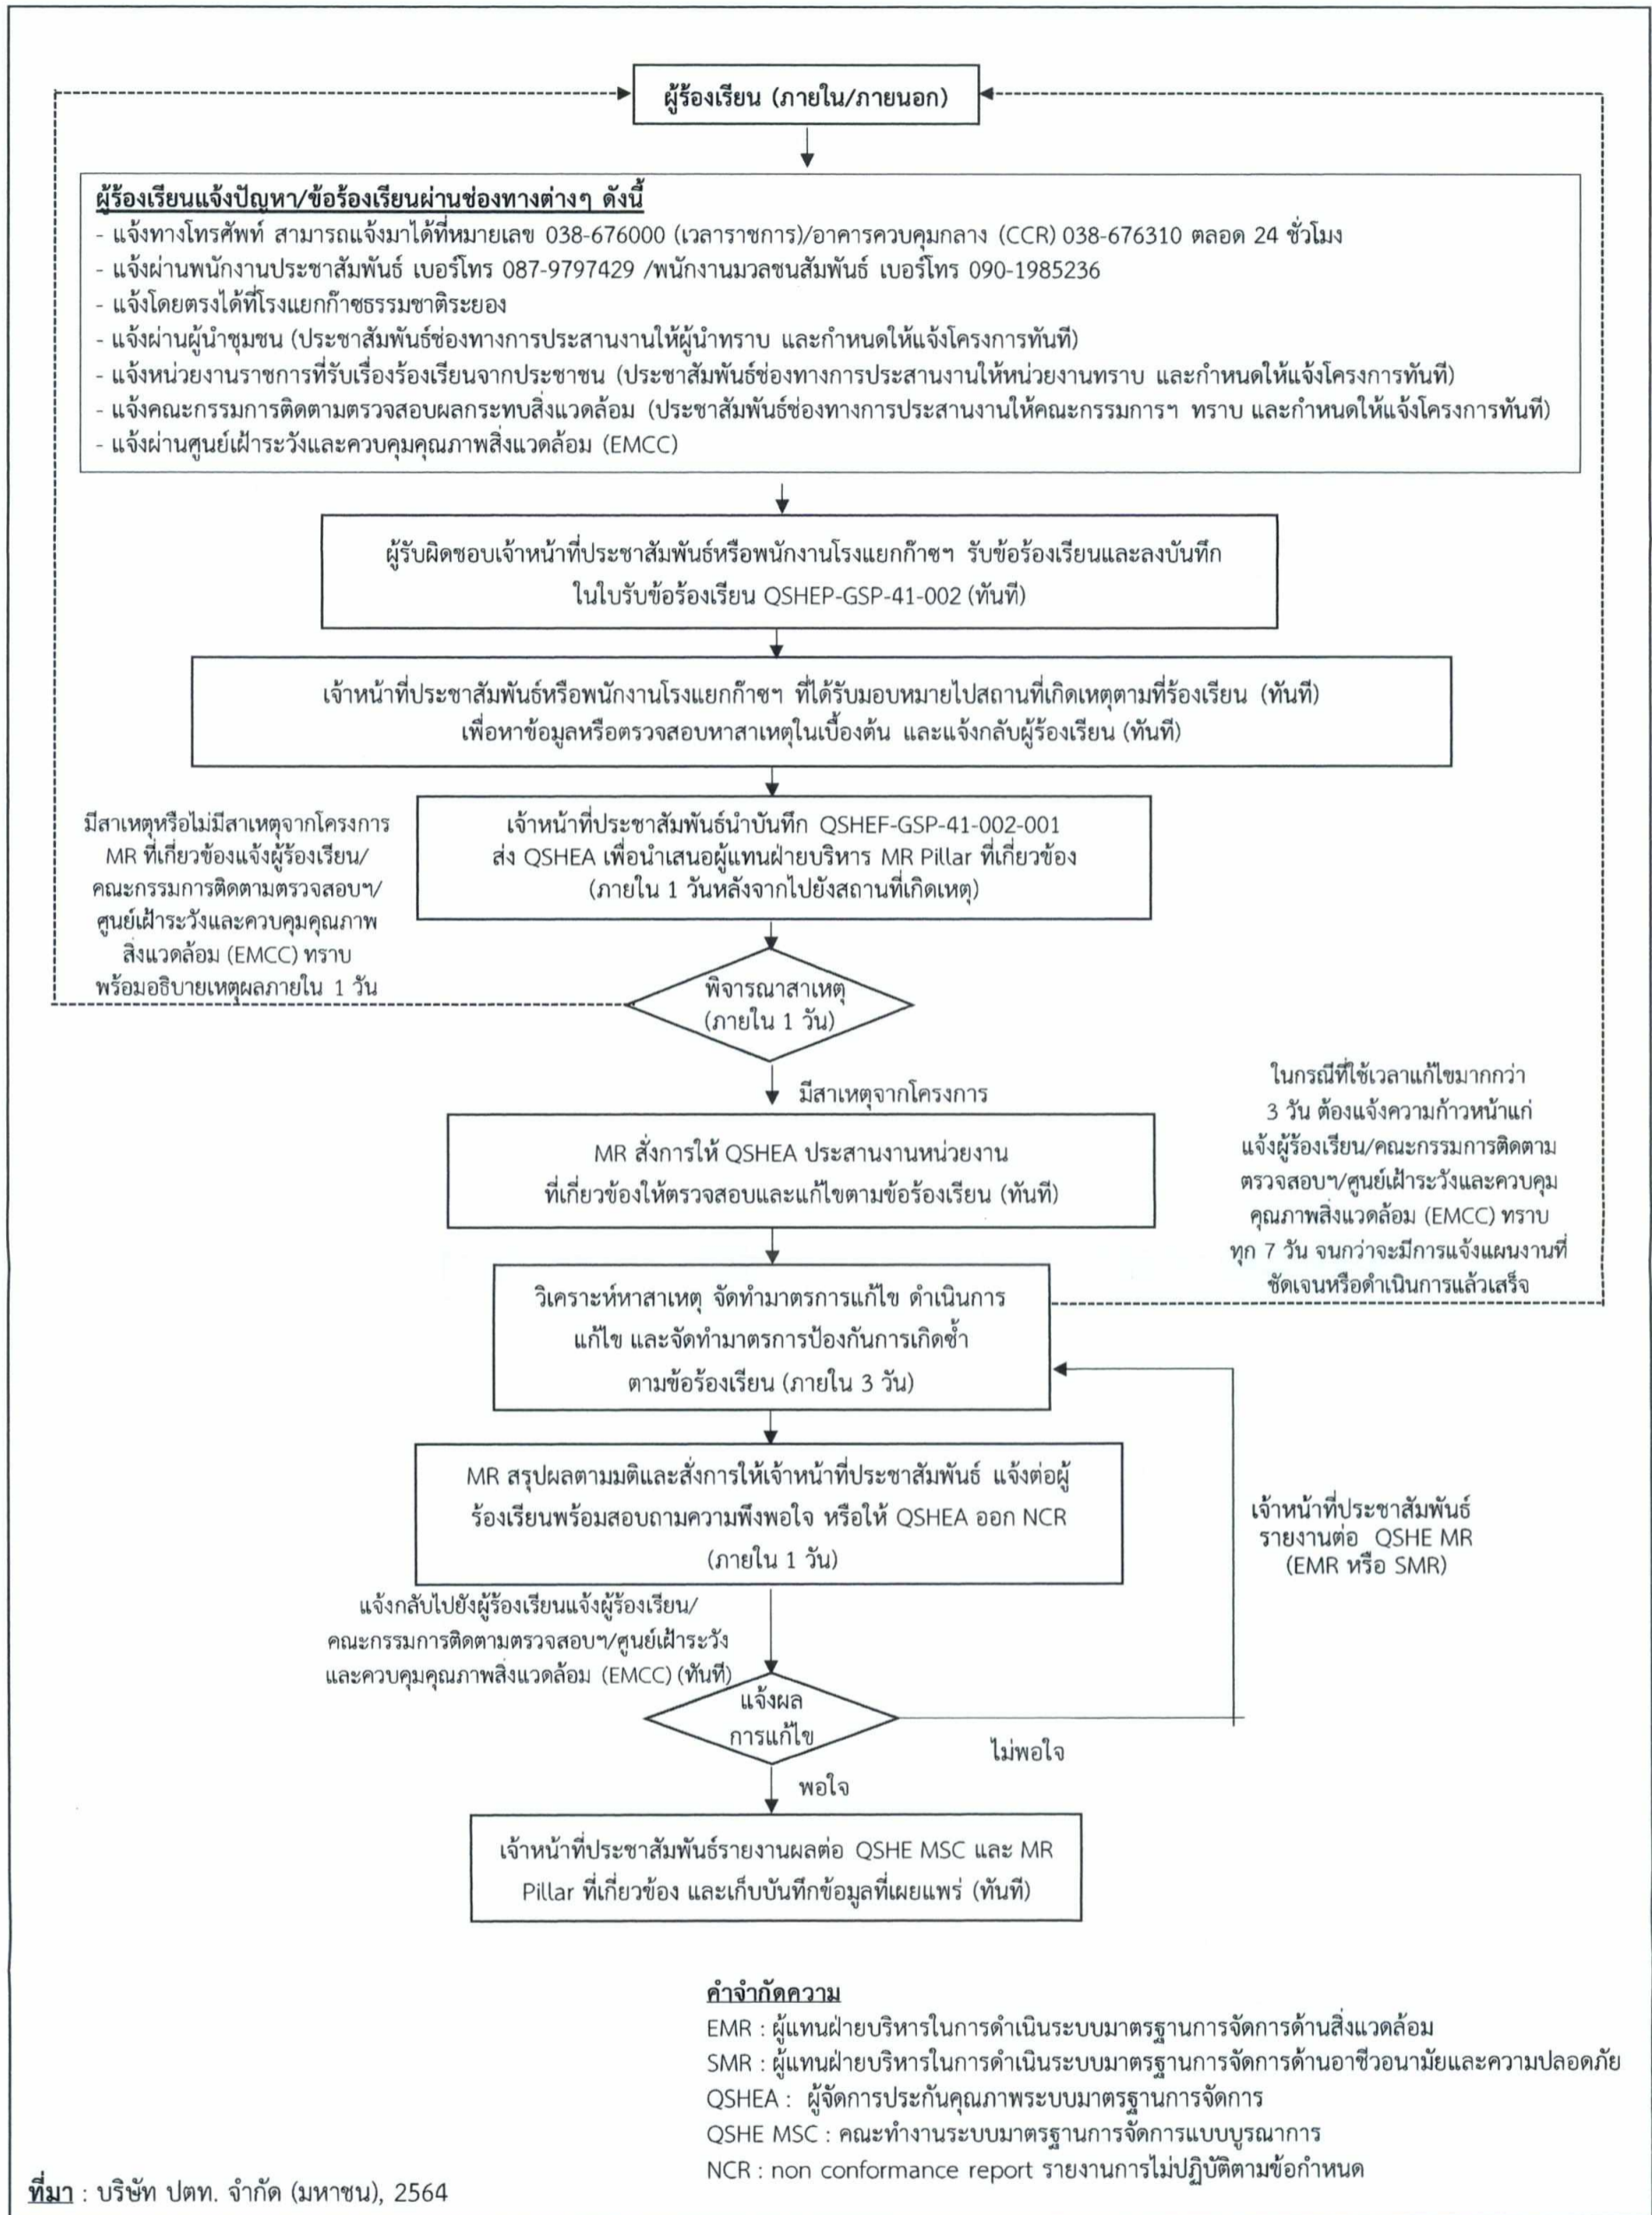 ผู้ร้องเรียน (ภายใน/ภายนอก)
ผู้ร้องเรียนแจ้งปัญหา/ข้อร้องเรียนผ่านช่องทางต่างๆ ดังนี้
- แจ้งทางโทรศัพท์ สามารถแจ้งมาได้ที่หมายเลข 038-676000 (เวลาราชการ)/อาคารควบคุมกลาง (CCR) 038-676310 ตลอด 24 ชั่วโมง
- แจ้งผ่านพนักงานประชาสัมพันธ์ เบอร์โทร 087-9797429 /พนักงานมวลชนสัมพันธ์ เบอร์โทร 090-1985236
- แจ้งโดยตรงได้ที่โรงแยกก๊าซธรรมชาติระยอง
- แจ้งผ่านผู้นำชุมชน (ประชาสัมพันธ์ช่องทางการประสานงานให้ผู้นำทราบ และกำหนดให้แจ้งโครงการทันที)
- แจ้งหน่วยงานราชการที่รับเรื่องร้องเรียนจากประชาชน (ประชาสัมพันธ์ช่องทางการประสานงานให้หน่วยงานทราบ และกำหนดให้แจ้งโครงการทันที)
- แจ้งคณะกรรมการติดตามตรวจสอบผลกระทบสิ่งแวดล้อม (ประชาสัมพันธ์ช่องทางการประสานงานให้คณะกรรมการฯ ทราบ และกำหนดให้แจ้งโครงการทันที)
- แจ้งผ่านศูนย์เฝ้าระวังและควบคุมคุณภาพสิ่งแวดล้อม (EMCC)
ผู้รับผิดชอบเจ้าหน้าที่ประชาสัมพันธ์หรือพนักงานโรงแยกก๊าซฯ รับข้อร้องเรียนและลงบันทึก
ในใบรับข้อร้องเรียน QSHEP-GSP-41-002 (ทันที)
เจ้าหน้าที่ประชาสัมพันธ์หรือพนักงานโรงแยกก๊าซฯ ที่ได้รับมอบหมายไปสถานที่เกิดเหตุตามที่ร้องเรียน (ทันที)
เพื่อหาข้อมูลหรือตรวจสอบหาสาเหตุในเบื้องต้น และแจ้งกลับผู้ร้องเรียน (ทันที)
เจ้าหน้าที่ประชาสัมพันธ์นำบันทึก QSHEF-GSP-41-002-001
ส่ง QSHEA เพื่อนำเสนอผู้แทนฝ่ายบริหาร MR Pillar ที่เกี่ยวข้อง
(ภายใน 1 วันหลังจากไปยังสถานที่เกิดเหตุ)
มีสาเหตุหรือไม่มีสาเหตุจากโครงการ
MR ที่เกี่ยวข้องแจ้งผู้ร้องเรียน/
คณะกรรมการติดตามตรวจสอบฯ/
ศูนย์เฝ้าระวังและควบคุมคุณภาพ
สิ่งแวดล้อม (EMCC) ทราบ
พร้อมอธิบายเหตุผลภายใน 1 วัน
พิจารณาสาเหตุ
(ภายใน 1 วัน)
มีสาเหตุจากโครงการ
MR สั่งการให้ QSHEA ประสานงานหน่วยงาน
ที่เกี่ยวข้องให้ตรวจสอบและแก้ไขตามข้อร้องเรียน (ทันที)
ในกรณีที่ใช้เวลาแก้ไขมากกว่า
3 วัน ต้องแจ้งความก้าวหน้าแก่
แจ้งผู้ร้องเรียน/คณะกรรมการติดตาม
ตรวจสอบฯ/ศูนย์เฝ้าระวังและควบคุม
คุณภาพสิ่งแวดล้อม (EMCC) ทราบ
ทุก 7 วัน จนกว่าจะมีการแจ้งแผนงานที่
ชัดเจนหรือดำเนินการแล้วเสร็จ
วิเคราะห์หาสาเหตุ จัดทำมาตรการแก้ไข ดำเนินการ
แก้ไข และจัดทำมาตรการป้องกันการเกิดซ้ำ
ตามข้อร้องเรียน (ภายใน 3 วัน)
MR สรุปผลตามมติและสั่งการให้เจ้าหน้าที่ประชาสัมพันธ์ แจ้งต่อผู้
ร้องเรียนพร้อมสอบถามความพึงพอใจ หรือให้ QSHEA ออก NCR
(ภายใน 1 วัน)
เจ้าหน้าที่ประชาสัมพันธ์
รายงานต่อ QSHE MR
(EMR หรือ SMR)
แจ้งกลับไปยังผู้ร้องเรียนแจ้งผู้ร้องเรียน/
คณะกรรมการติดตามตรวจสอบฯ/ศูนย์เฝ้าระวัง
และควบคุมคุณภาพสิ่งแวดล้อม (EMCC) (ทันที)
แจ้งผล
การแก้ไข
ไม่พอใจ
พอใจ
เจ้าหน้าที่ประชาสัมพันธ์รายงานผลต่อ QSHE MSC และ MR
Pillar ที่เกี่ยวข้อง และเก็บบันทึกข้อมูลที่เผยแพร่ (ทันที)
คำจำกัดความ
EMR : ผู้แทนฝ่ายบริหารในการดำเนินระบบมาตรฐานการจัดการด้านสิ่งแวดล้อม
SMR : ผู้แทนฝ่ายบริหารในการดำเนินระบบมาตรฐานการจัดการด้านอาชีวอนามัยและความปลอดภัย
QSHEA : ผู้จัดการประกันคุณภาพระบบมาตรฐานการจัดการ
QSHE MSC : คณะทำงานระบบมาตรฐานการจัดการแบบบูรณาการ
NCR : non conformance report รายงานการไม่ปฏิบัติตามข้อกำหนด
ที่มา : บริษัท ปตท. จำกัด (มหาชน), 2564